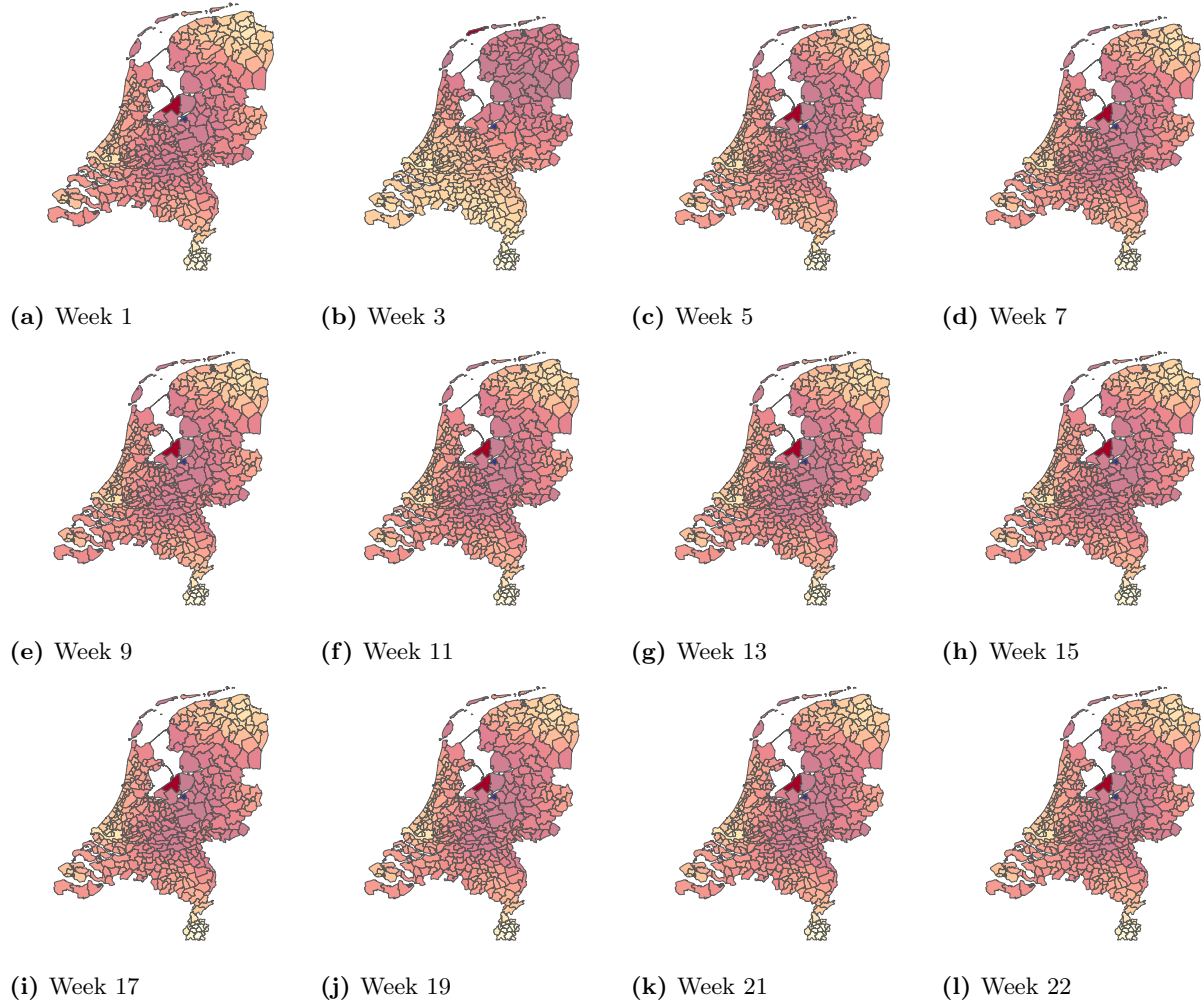 (a) Week 1
(b) Week 3
(c) Week 5
(d) Week 7
(e) Week 9
(f) Week 11
(g) Week 13
(h) Week 15
(i) Week 17
(j) Week 19
(k) Week 21
(l) Week 22